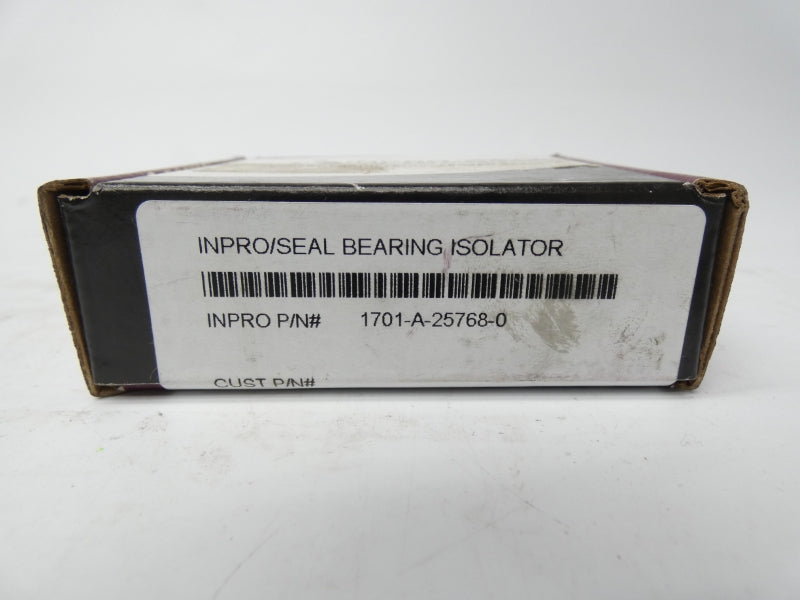 INPRO/SEAL BEARING ISOLATOR
INPRO P/N# 1701-A-25768-0
CUST P/N#